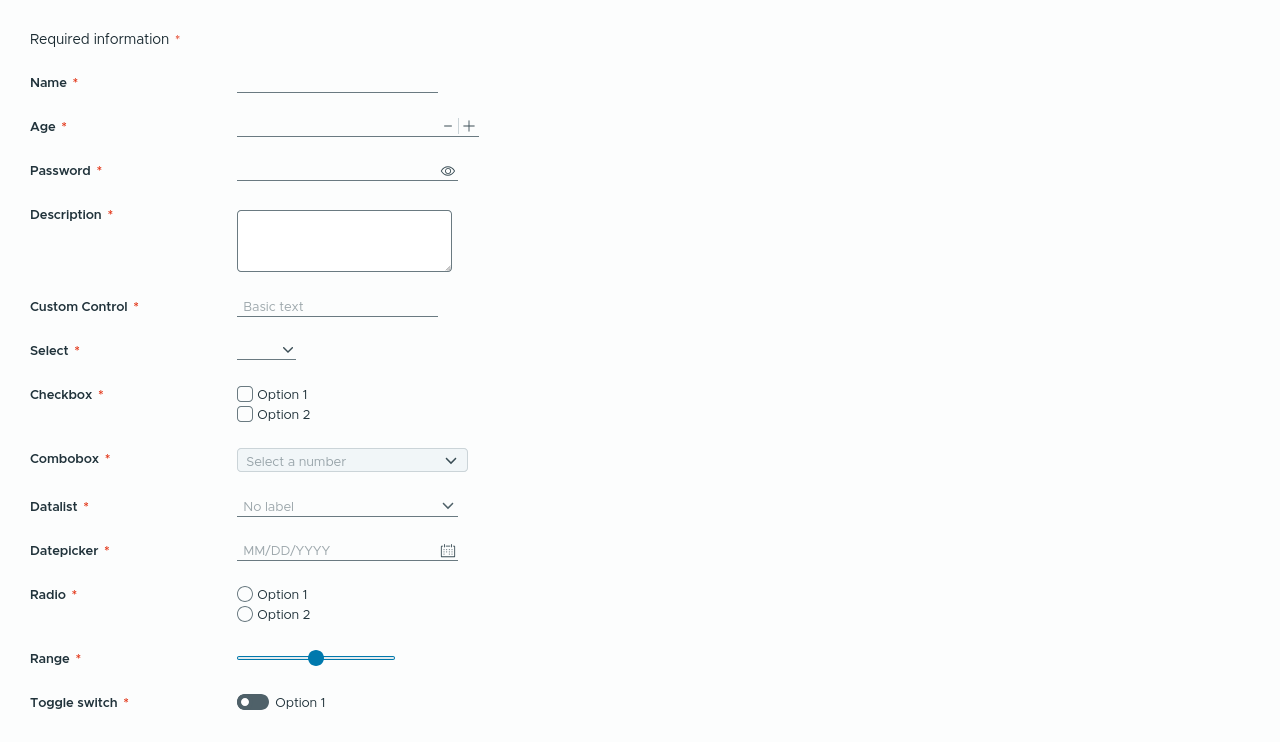 Required information *
Name *
Age *
Password *
Description *
Custom Control * Basic text
Select *
Checkbox * Option 1
Option 2
Combobox * Select a number
Datalist * No label
Datepicker * MM/DD/YYYY
Radio * Option 1
Option 2
Range *
Toggle switch * Option 1